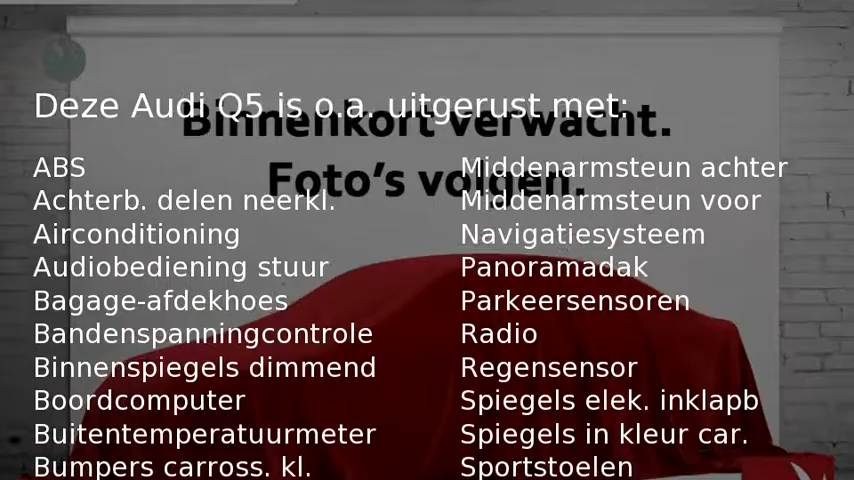 Deze Audi Q5 is o.a. uitgerust met:
Binnenkort verwacht.
Foto's volgen.
ABS
Achterb. delen neerkl.
Airconditioning
Audiobediening stuur
Bagage-afdekhoes
Bandenspanningcontrole
Binnenspiegels dimmend
Boordcomputer
Buitentemperatuurmeter
Bumpers carross. kl.
Middenarmsteun achter
Middenarmsteun voor
Navigatiesysteem
Panoramadak
Parkeersensoren
Radio
Regensensor
Spiegels elek. inklapb
Spiegels in kleur car.
Sportstoelen